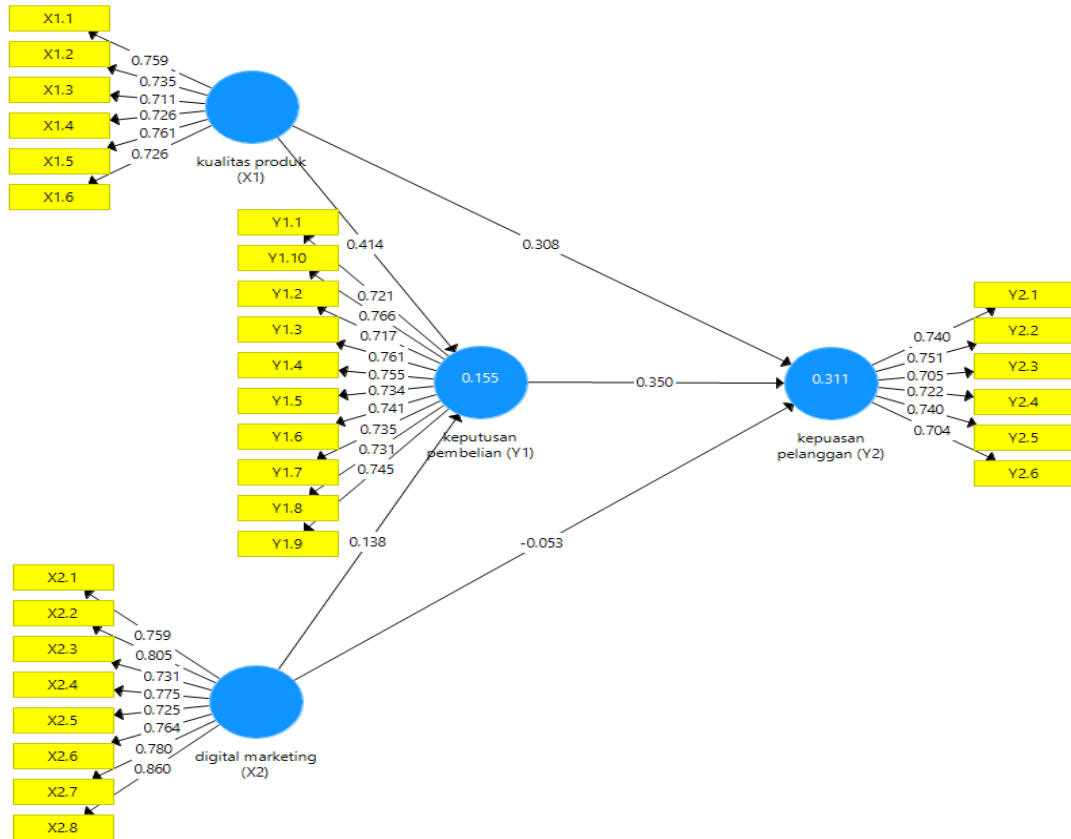 X1.1
X1.2
X1.3
X1.4
X1.5
X1.6
0.759
0.735
0.711
0.726
0.761
0.726
kualitas produk
(X1)
0.414
0.308
Y1.1
Y1.10
Y1.2
Y1.3
Y1.4
Y1.5
Y1.6
Y1.7
Y1.8
Y1.9
0.721
0.766
0.717
0.761
0.755
0.734
0.741
0.735
0.731
0.745
0.155
keputusan
pembelian (Y1)
0.350
0.311
kepuasan
pelanggan (Y2)
0.740
0.751
0.705
0.722
0.740
0.704
Y2.1
Y2.2
Y2.3
Y2.4
Y2.5
Y2.6
0.138
-0.053
X2.1
X2.2
X2.3
X2.4
X2.5
X2.6
X2.7
X2.8
0.759
0.805
0.731
0.775
0.725
0.764
0.780
0.860
digital marketing
(X2)